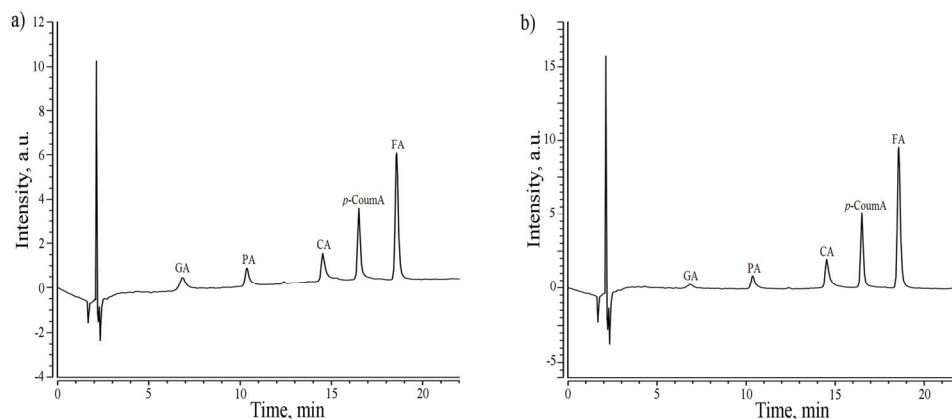 a)
12
10
8
6
4
2
0
-2
-4
Intensity, a.u.
GA
PA
CA
p-CoumA
FA
0 5 10 15 20
Time, min
b)
15
10
5
0
-5
Intensity, a.u.
GA
PA
CA
p-CoumA
FA
0 5 10 15 20
Time, min